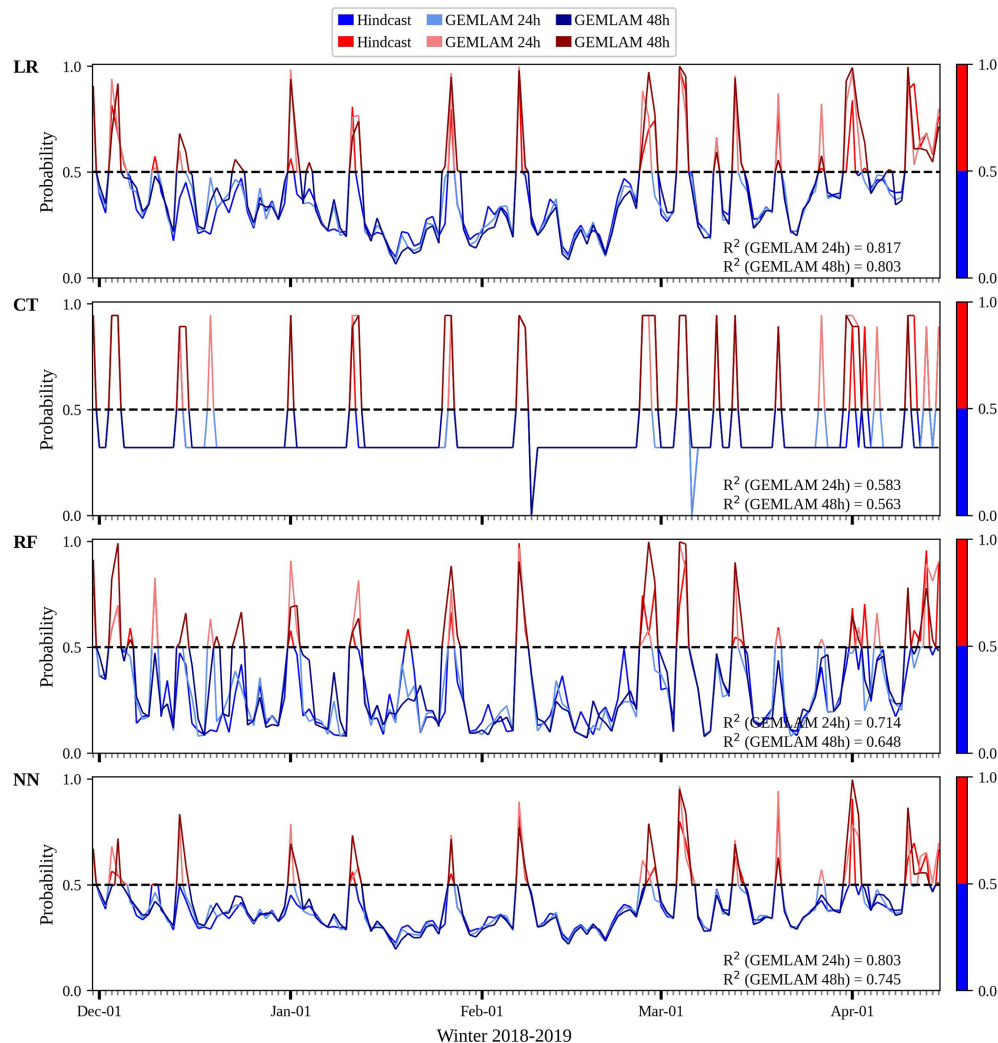 Hindcast GEMLAM 24h GEMLAM 48h
Hindcast GEMLAM 24h GEMLAM 48h
LR
Probability
1.0
0.5
0.0
R² (GEMLAM 24h) = 0.817
R² (GEMLAM 48h) = 0.803
1.0
0.5
0.0
CT
Probability
1.0
0.5
0.0
R² (GEMLAM 24h) = 0.583
R² (GEMLAM 48h) = 0.563
1.0
0.5
0.0
RF
Probability
1.0
0.5
0.0
R² (GEMLAM 24h) = 0.714
R² (GEMLAM 48h) = 0.648
1.0
0.5
0.0
NN
Probability
1.0
0.5
0.0
R² (GEMLAM 24h) = 0.803
R² (GEMLAM 48h) = 0.745
1.0
0.5
0.0
Dec-01 Jan-01 Feb-01 Mar-01 Apr-01
Winter 2018-2019